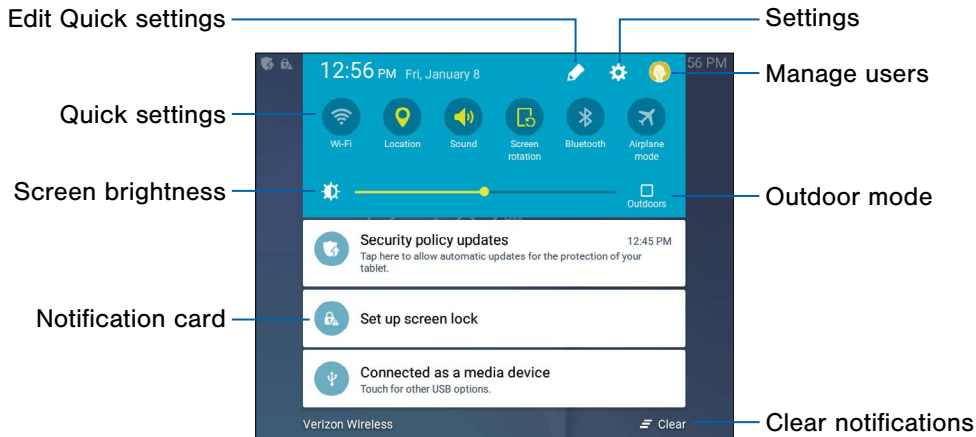 Edit Quick settings
Settings
12:56 PM Fri, January 8
56 PM
Manage users
Quick settings
Wi-Fi
Location
Sound
Screen rotation
Bluetooth
Airplane mode
Screen brightness
Outdoors
Outdoor mode
Security policy updates
12:45 PM
Tap here to allow automatic updates for the protection of your
tablet.
Notification card
Set up screen lock
Connected as a media device
Touch for other USB options.
Verizon Wireless
Clear
Clear notifications